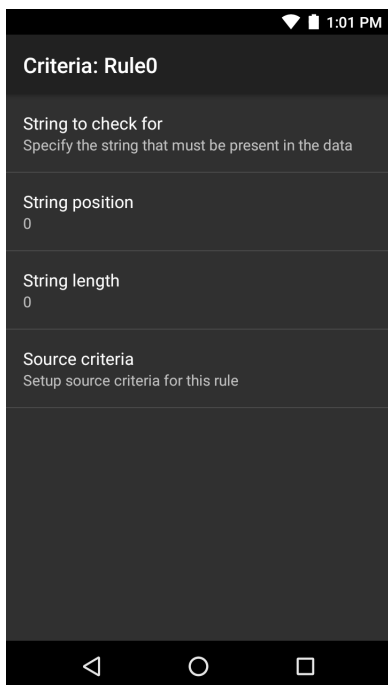 1:01 PM
Criteria: Rule0
String to check for
Specify the string that must be present in the data
String position
0
String length
0
Source criteria
Setup source criteria for this rule